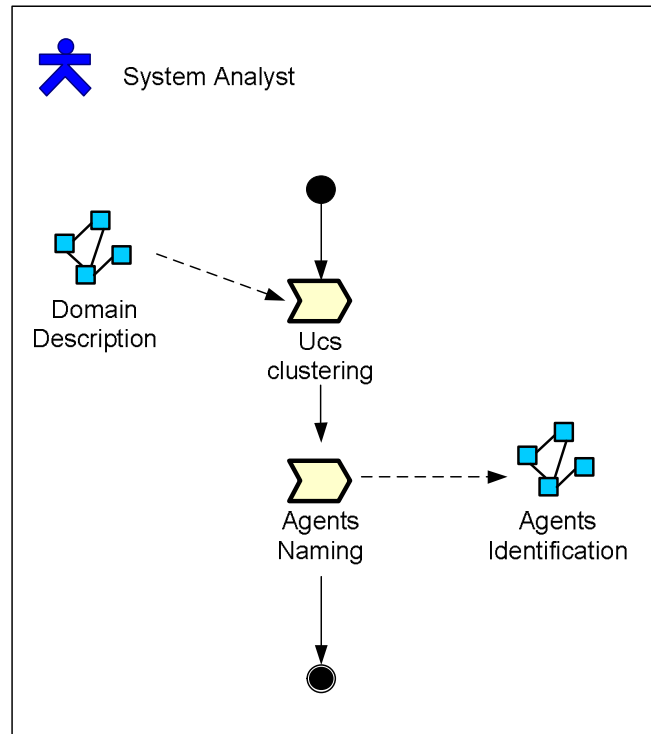 System Analyst
Domain
Description
Ucs
clustering
Agents
Naming
Agents
Identification